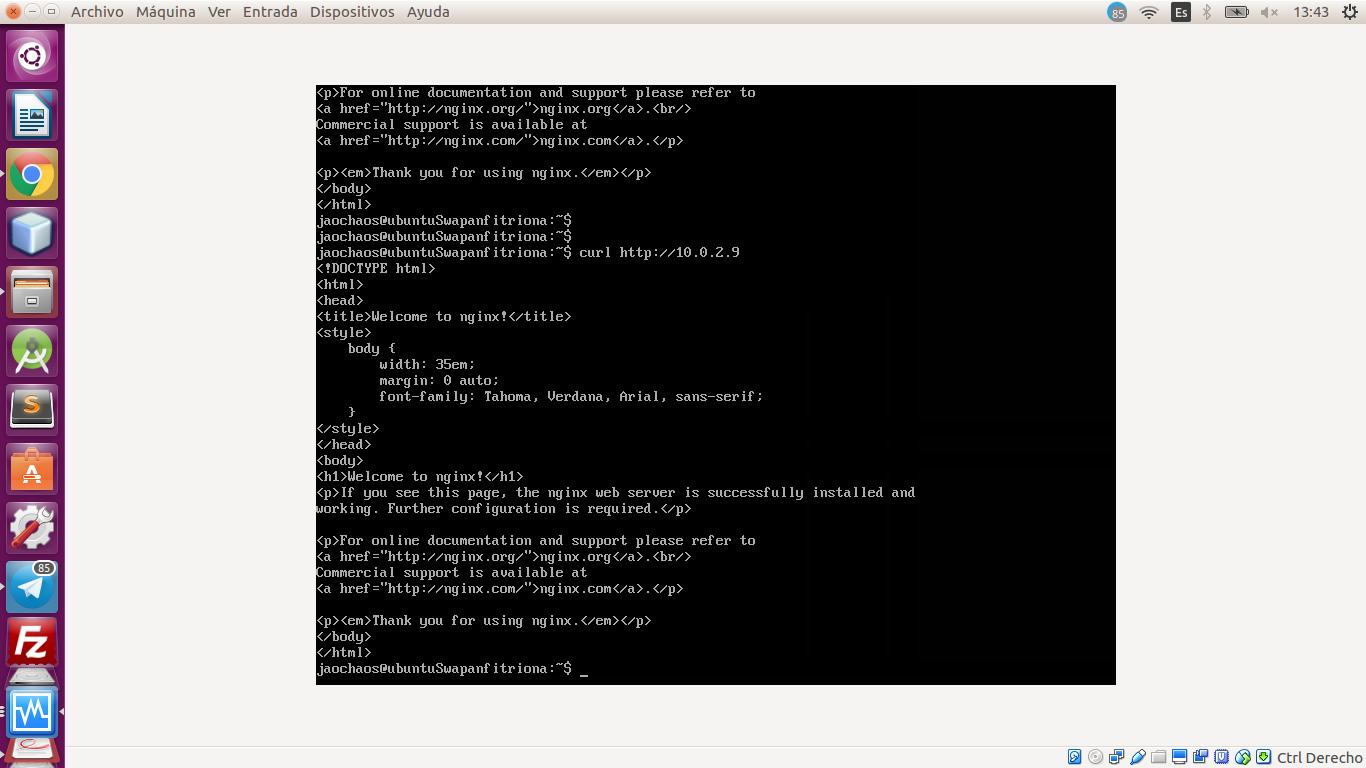 Archivo Máquina Ver Entrada Dispositivos Ayuda
85 Es 13:43
<p>For online documentation and support please refer to
<a href="http://nginx.org/">nginx.org</a>.<br/>
Commercial support is available at
<a href="http://nginx.com/">nginx.com</a>.</p>
<p><em>Thank you for using nginx.</em></p>
</body>
</html>
jaochaos@ubuntuSwapanfitriona:~$
jaochaos@ubuntuSwapanfitriona:~$
jaochaos@ubuntuSwapanfitriona:~$ curl http://10.0.2.9
<!DOCTYPE html>
<html>
<head>
<title>Welcome to nginx!</title>
<style>
    body {
        width: 35em;
        margin: 0 auto;
        font-family: Tahoma, Verdana, Arial, sans-serif;
    }
</style>
</head>
<body>
<h1>Welcome to nginx!</h1>
<p>If you see this page, the nginx web server is successfully installed and
working. Further configuration is required.</p>
<p>For online documentation and support please refer to
<a href="http://nginx.org/">nginx.org</a>.<br/>
Commercial support is available at
<a href="http://nginx.com/">nginx.com</a>.</p>
<p><em>Thank you for using nginx.</em></p>
</body>
</html>
jaochaos@ubuntuSwapanfitriona:~$ _
S
A
85
Fz
Ctrl Derecho